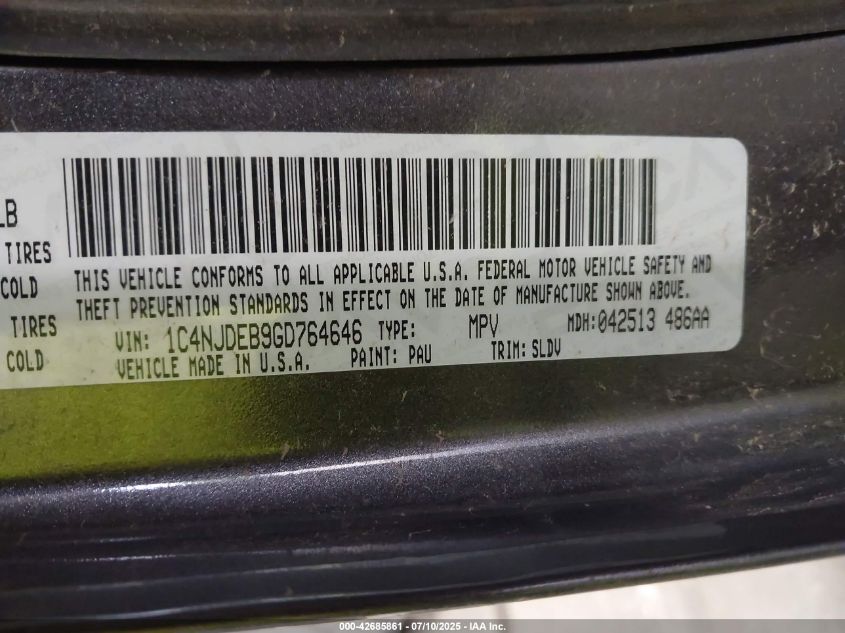 LB
TIRES
COLD
TIRES
COLD
THIS VEHICLE CONFORMS TO ALL APPLICABLE U.S.A. FEDERAL MOTOR VEHICLE SAFETY AND
THEFT PREVENTION STANDARDS IN EFFECT ON THE DATE OF MANUFACTURE SHOWN ABOVE.
VIN: 1C4NJDEB9GD764646 TYPE: MPV MDH:042513 486AA
VEHICLE MADE IN U.S.A. PAINT: PAU TRIM: SLDV
000-42685861 / 07/10/2025 - IAA Inc.